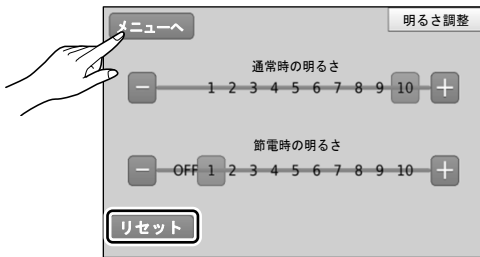 メニューへ
明るさ調整
通常時の明るさ
− 1 2 3 4 5 6 7 8 9 10 +
節電時の明るさ
− OFF 1 2 3 4 5 6 7 8 9 10 +
リセット